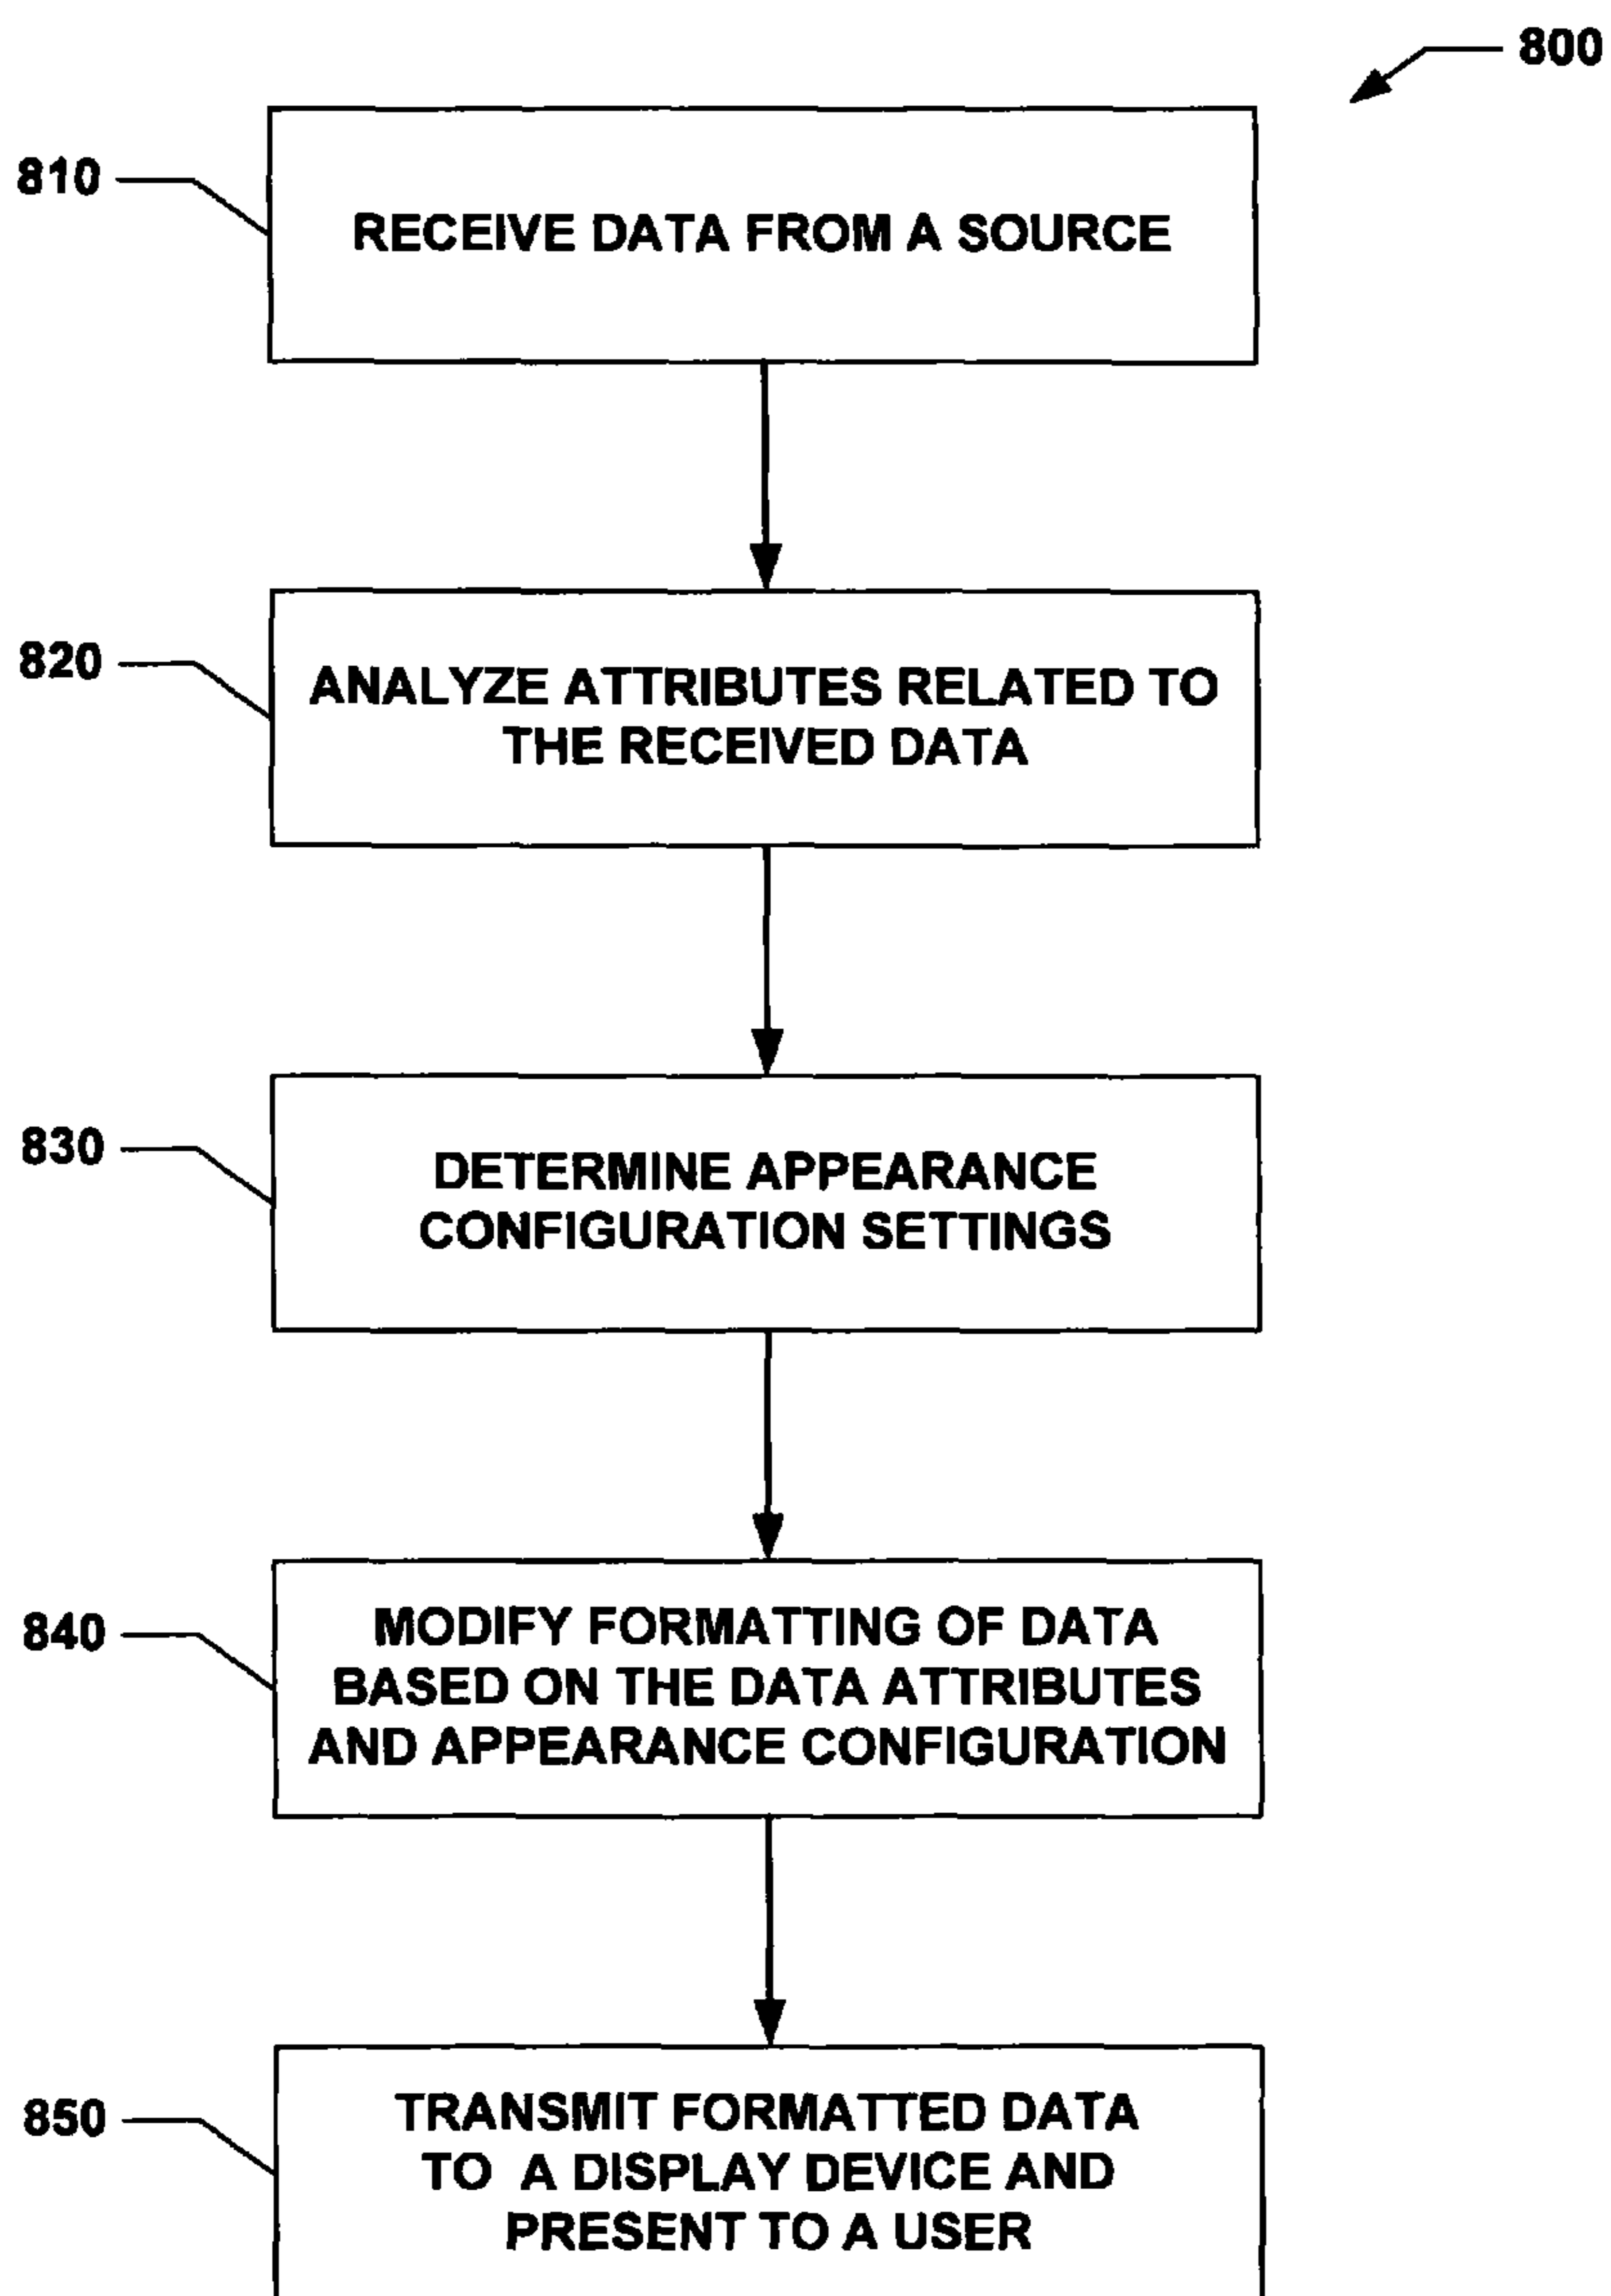 800
810
RECEIVE DATA FROM A SOURCE
820
ANALYZE ATTRIBUTES RELATED TO
THE RECEIVED DATA
830
DETERMINE APPEARANCE
CONFIGURATION SETTINGS
840
MODIFY FORMATTING OF DATA
BASED ON THE DATA ATTRIBUTES
AND APPEARANCE CONFIGURATION
850
TRANSMIT FORMATTED DATA
TO A DISPLAY DEVICE AND
PRESENT TO A USER